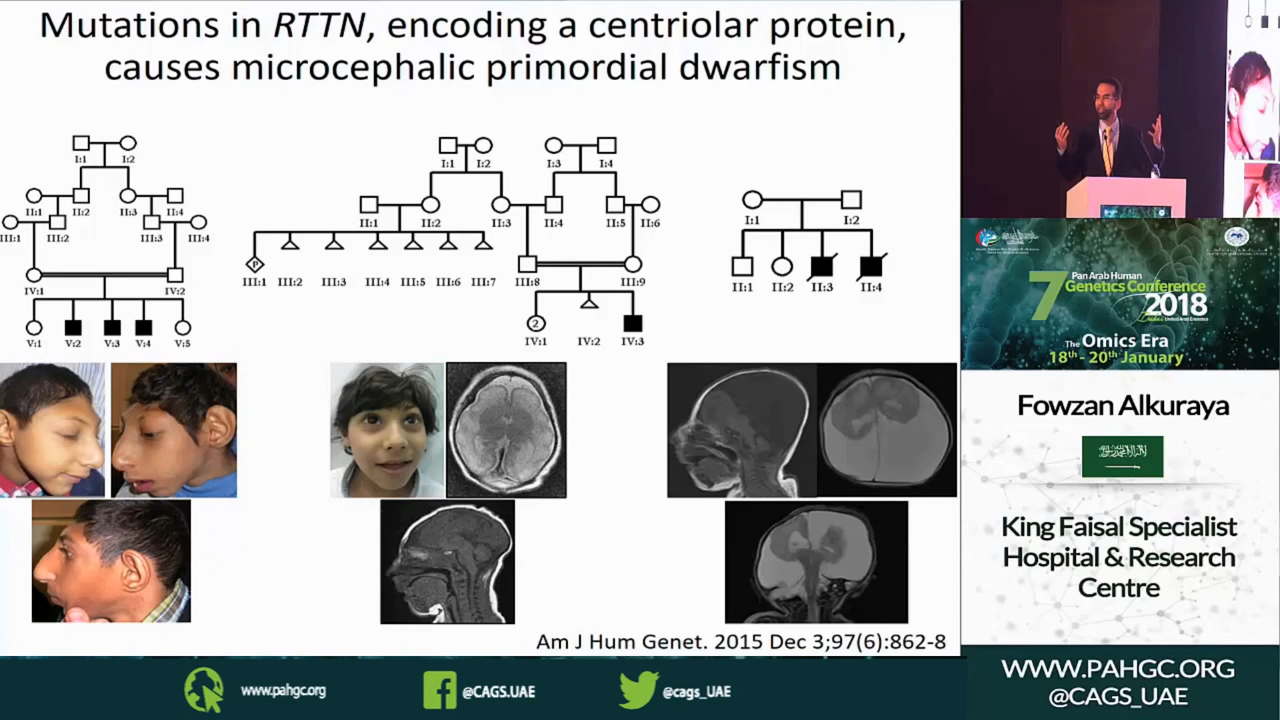 Mutations in RTTN, encoding a centriolar protein,
causes microcephalic primordial dwarfism
I:1 I:2
II:1 II:2 II:3 II:4
III:1 III:2 III:3 III:4
IV:1 IV:2
V:1 V:2 V:3 V:4 V:5
I:1 I:2 I:3 I:4
II:1 II:2 II:3 II:4 II:5 II:6
P
III:1 III:2 III:3 III:4 III:5 III:6 III:7 III:8 III:9
2
IV:1 IV:2 IV:3
I:1 I:2
II:1 II:2 II:3 II:4
Am J Hum Genet. 2015 Dec 3;97(6):862-8
7
Pan Arab Human
Genetics Conference
2018
United Arab Emirates
The Omics Era
18th - 20th January
Fowzan Alkuraya
King Faisal Specialist
Hospital & Research
Centre
WWW.PAHGC.ORG
@CAGS_UAE
www.pahgc.org
@CAGS.UAE
@cags_UAE